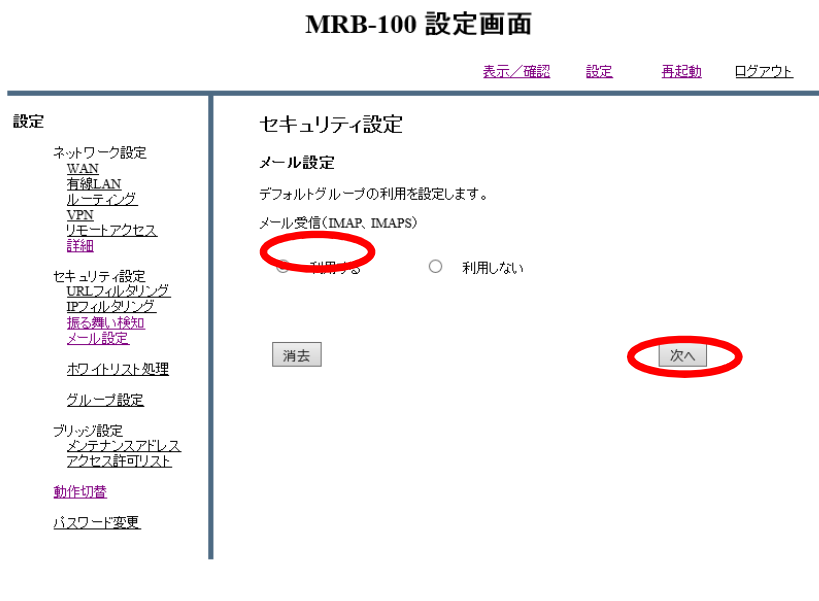 MRB-100 設定画面
表示／確認 設定 再起動 ログアウト
設定
ネットワーク設定
WAN
有線LAN
ルーティング
VPN
リモートアクセス
詳細
セキュリティ設定
URLフィルタリング
IPフィルタリング
振る舞い検知
メール設定
ホワイトリスト処理
グループ設定
ブリッジ設定
メンテナンスアドレス
アクセス許可リスト
動作切替
パスワード変更
セキュリティ設定
メール設定
デフォルトグループの利用を設定します。
メール受信（IMAP、IMAPS）
利用する 利用しない
消去 次へ